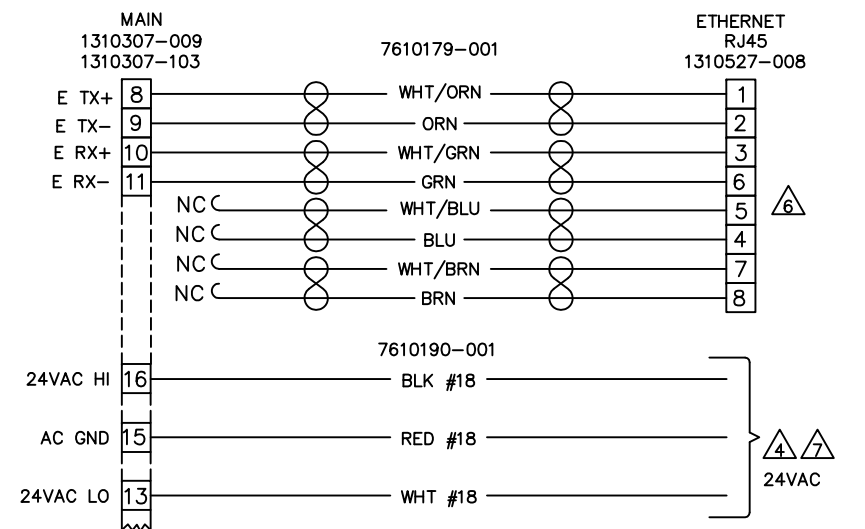 MAIN
1310307-009
1310307-103
7610179-001
ETHERNET
RJ45
1310527-008
E TX+ 8 WHT/ORN 1
E TX- 9 ORN 2
E RX+ 10 WHT/GRN 3
E RX- 11 GRN 6
NC WHT/BLU 5 6
NC BLU 4
NC WHT/BRN 7
NC BRN 8
7610190-001
24VAC HI 16 BLK #18
AC GND 15 RED #18
4 7
24VAC
24VAC LO 13 WHT #18